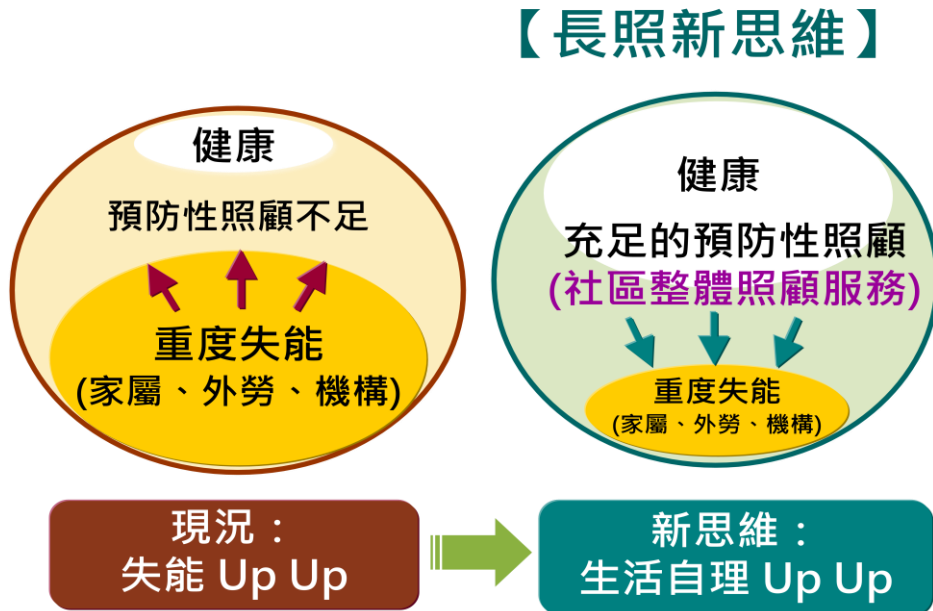 【長照新思維】
健康
預防性照顧不足
重度失能
(家屬、外勞、機構)
現況：
失能 Up Up
健康
充足的預防性照顧
(社區整體照顧服務)
重度失能
(家屬、外勞、機構)
新思維：
生活自理 Up Up